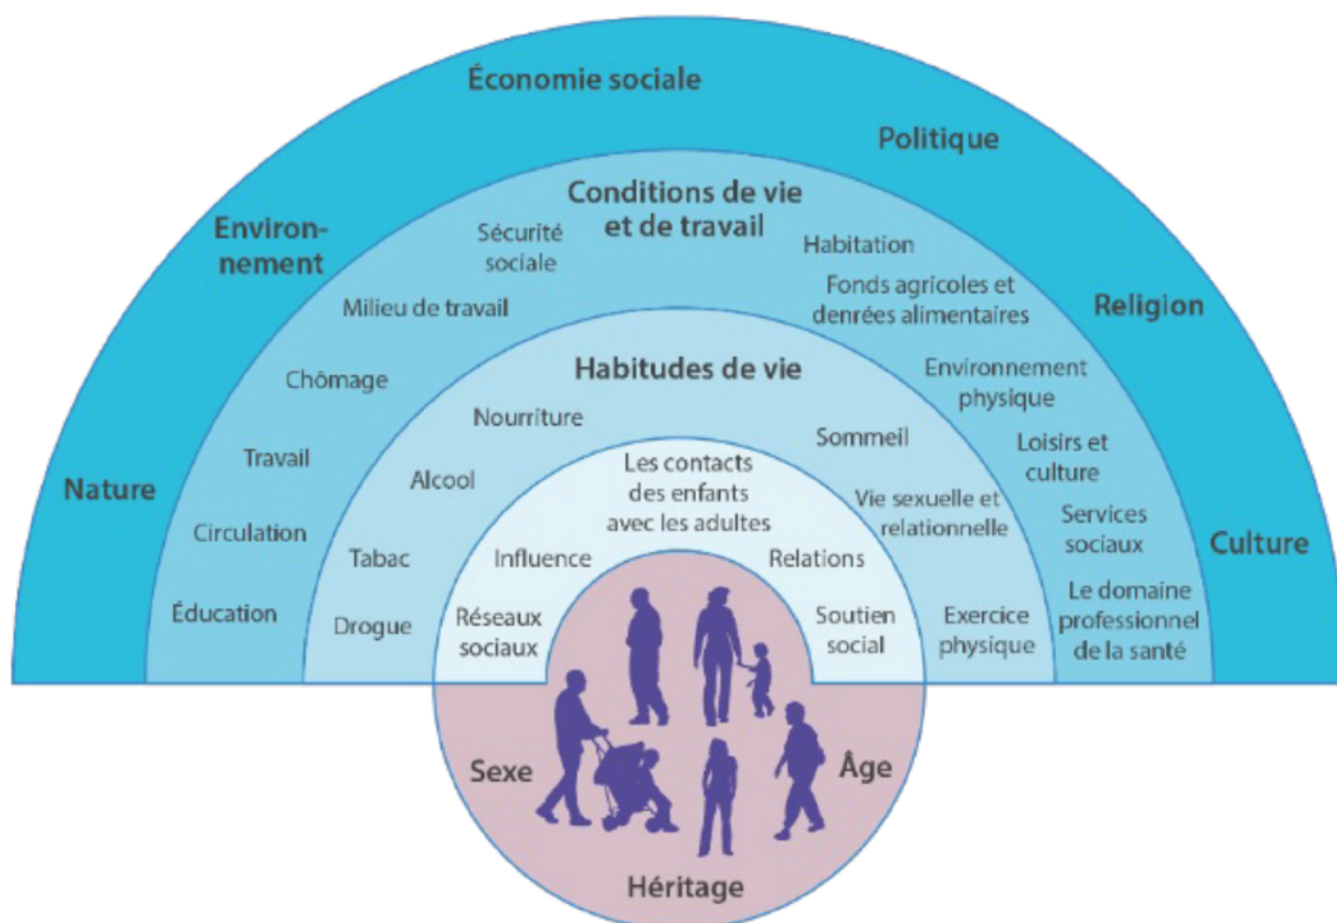 Économie sociale
Politique
Environ-
nement
Religion
Nature
Culture
Conditions de vie
et de travail
Sécurité
sociale
Habitation
Milieu de travail
Fonds agricoles et
denrées alimentaires
Chômage
Environnement
physique
Travail
Loisirs et
culture
Circulation
Services
sociaux
Éducation
Le domaine
professionnel
de la santé
Habitudes de vie
Nourriture
Sommeil
Alcool
Vie sexuelle et
relationnelle
Tabac
Drogue
Exercice
physique
Les contacts
des enfants
avec les adultes
Influence
Relations
Réseaux
sociaux
Soutien
social
Sexe
Âge
Héritage